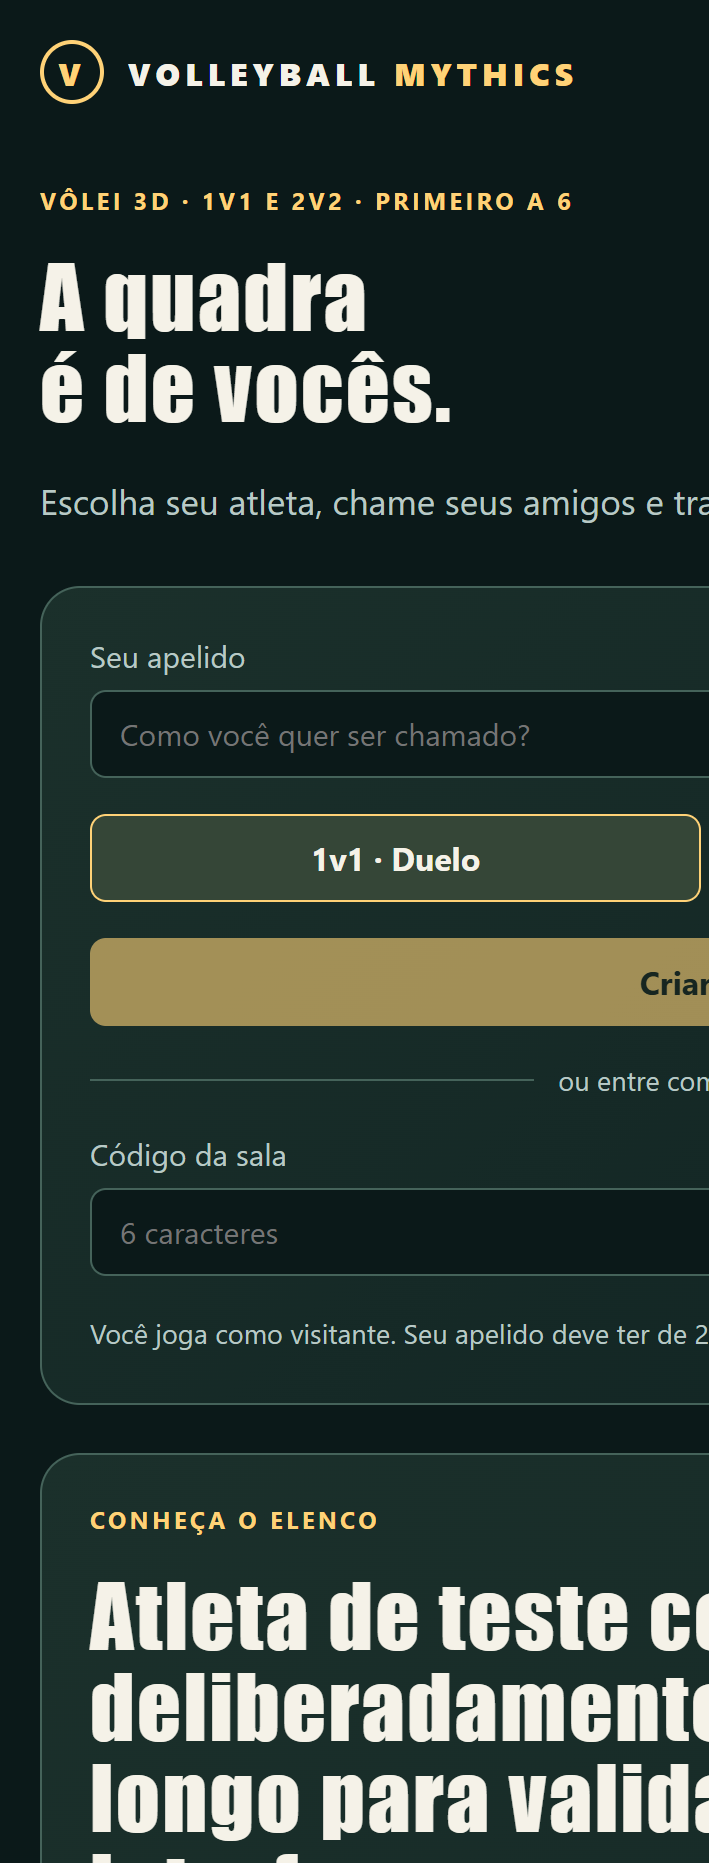 V VOLLEYBALL MYTHICS
VÔLEI 3D · 1V1 E 2V2 · PRIMEIRO A 6
A quadra
é de vocês.
Escolha seu atleta, chame seus amigos e tra
Seu apelido
Como você quer ser chamado?
1v1 · Duelo
Criar
ou entre com
Código da sala
6 caracteres
Você joga como visitante. Seu apelido deve ter de 2
CONHEÇA O ELENCO
Atleta de teste co
deliberadamente
longo para valida